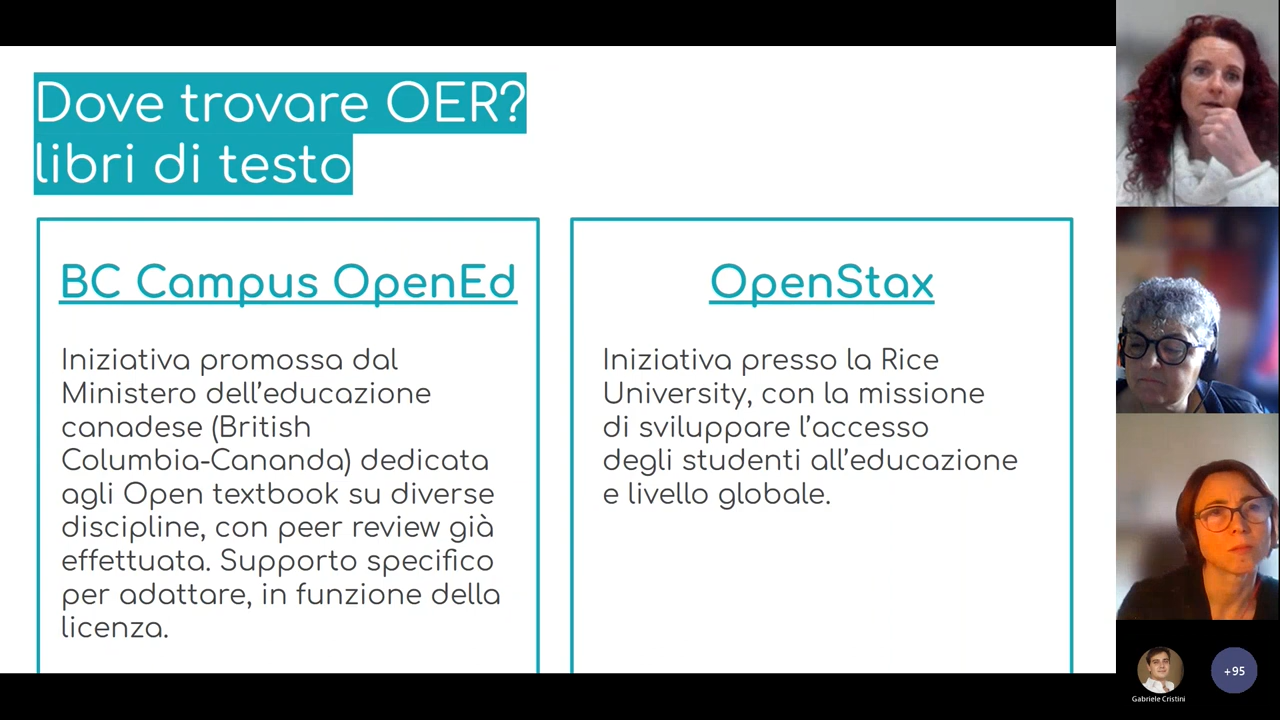 Dove trovare OER?
libri di testo
BC Campus OpenEd
Iniziativa promossa dal
Ministero dell’educazione
canadese (British
Columbia-Cananda) dedicata
agli Open textbook su diverse
discipline, con peer review già
effettuata. Supporto specifico
per adattare, in funzione della
licenza.
OpenStax
Iniziativa presso la Rice
University, con la missione
di sviluppare l’accesso
degli studenti all’educazione
e livello globale.
Gabriele Cristini
+95